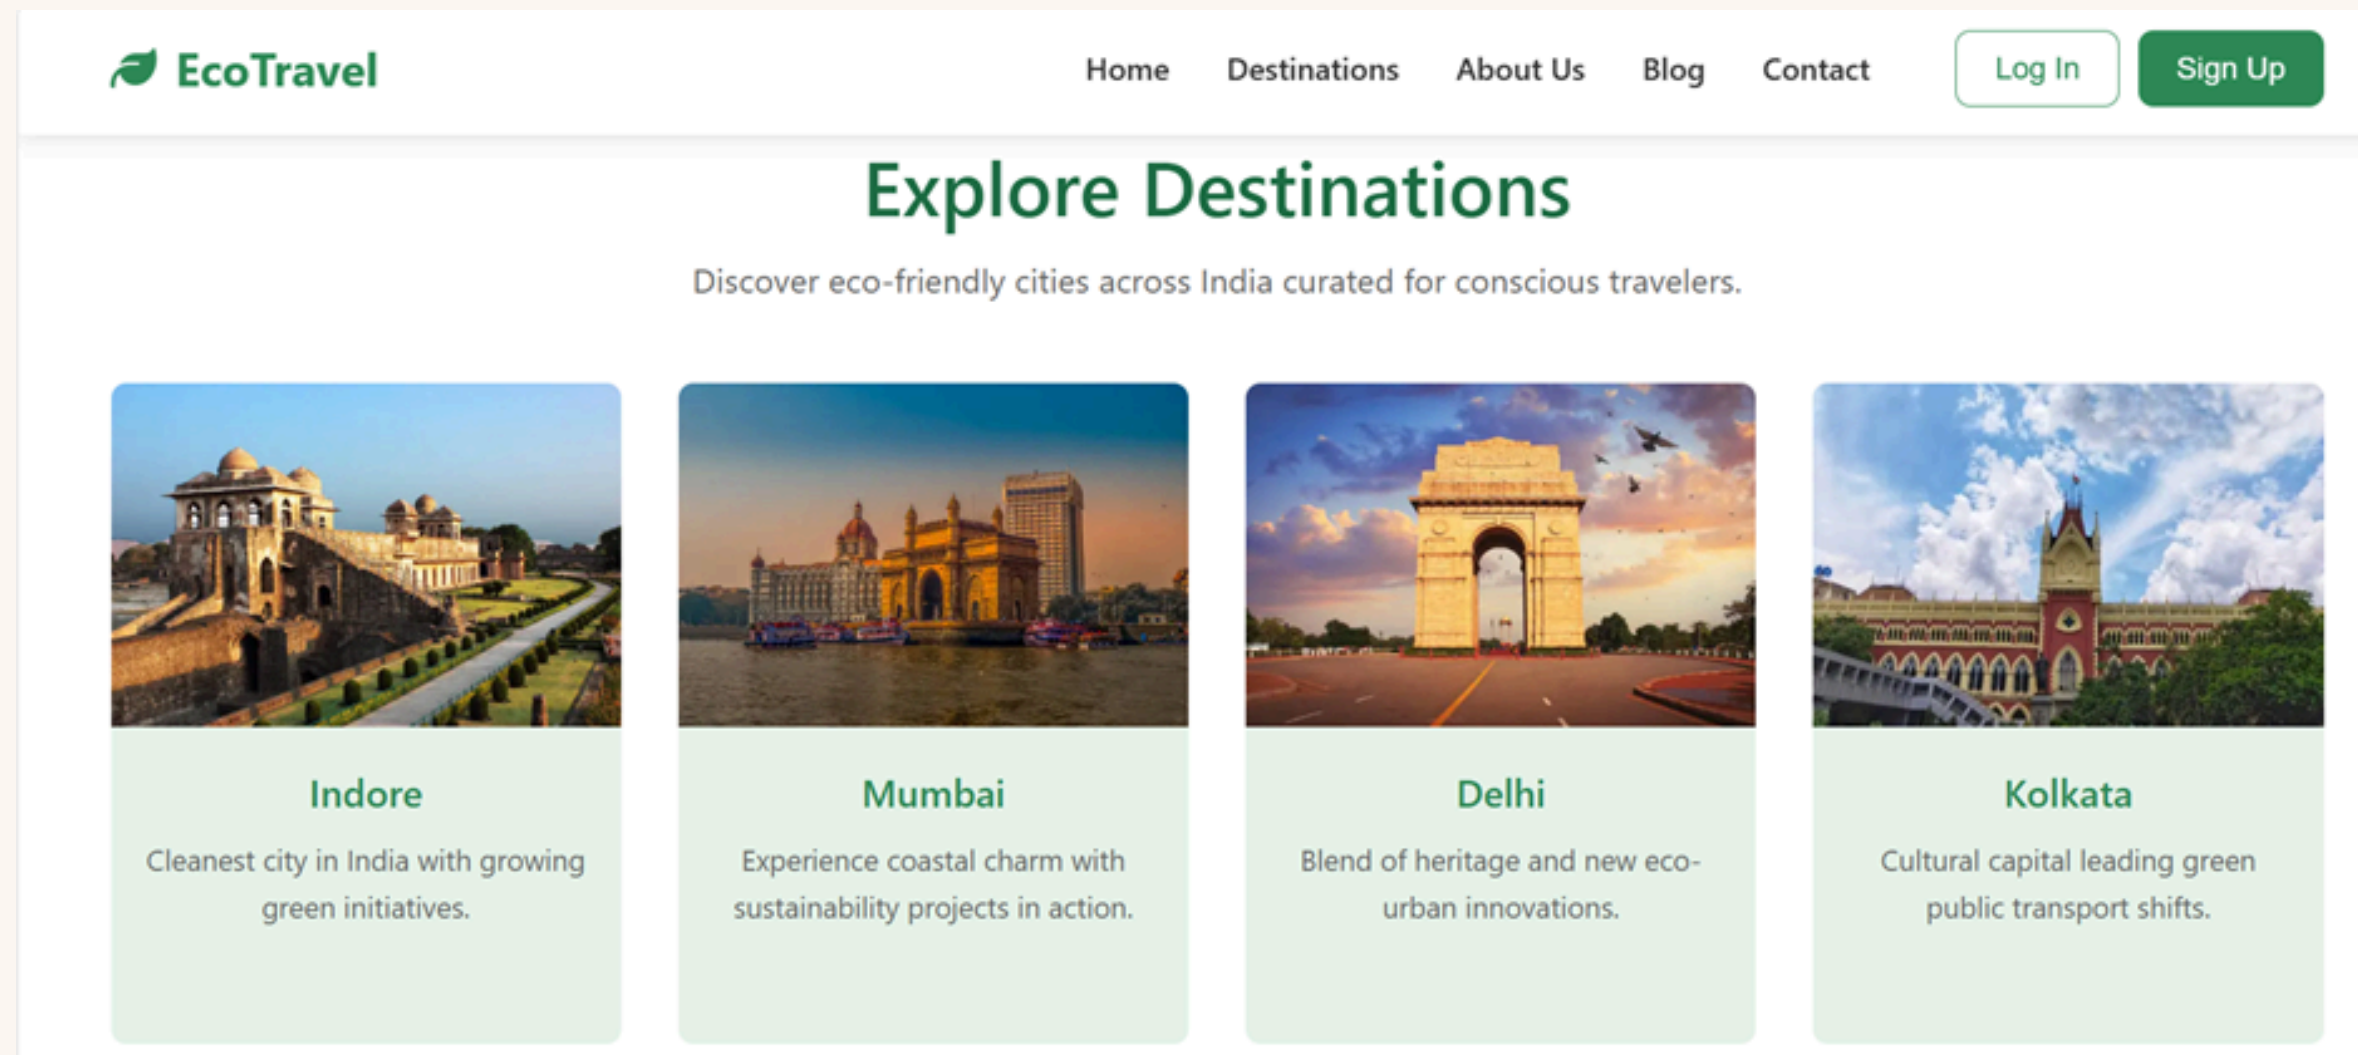 EcoTravel
Home Destinations About Us Blog Contact Log In Sign Up
Explore Destinations
Discover eco-friendly cities across India curated for conscious travelers.
Indore
Cleanest city in India with growing
green initiatives.
Mumbai
Experience coastal charm with
sustainability projects in action.
Delhi
Blend of heritage and new eco-
urban innovations.
Kolkata
Cultural capital leading green
public transport shifts.